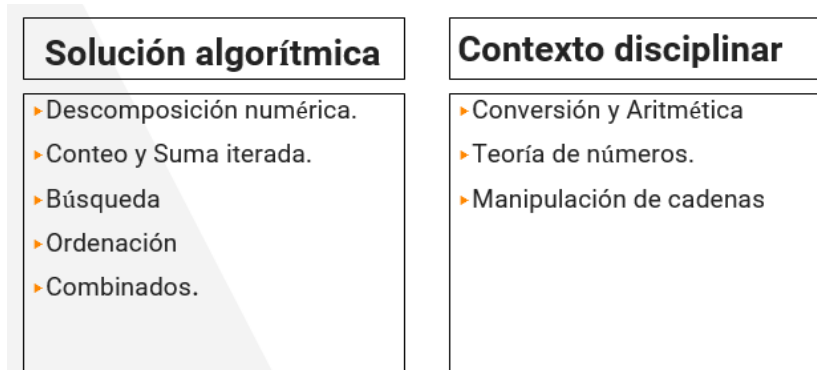 Solución algorítmica
Descomposición numérica.
Conteo y Suma iterada.
Búsqueda
Ordenación
Combinados.
Contexto disciplinar
Conversión y Aritmética
Teoría de números.
Manipulación de cadenas